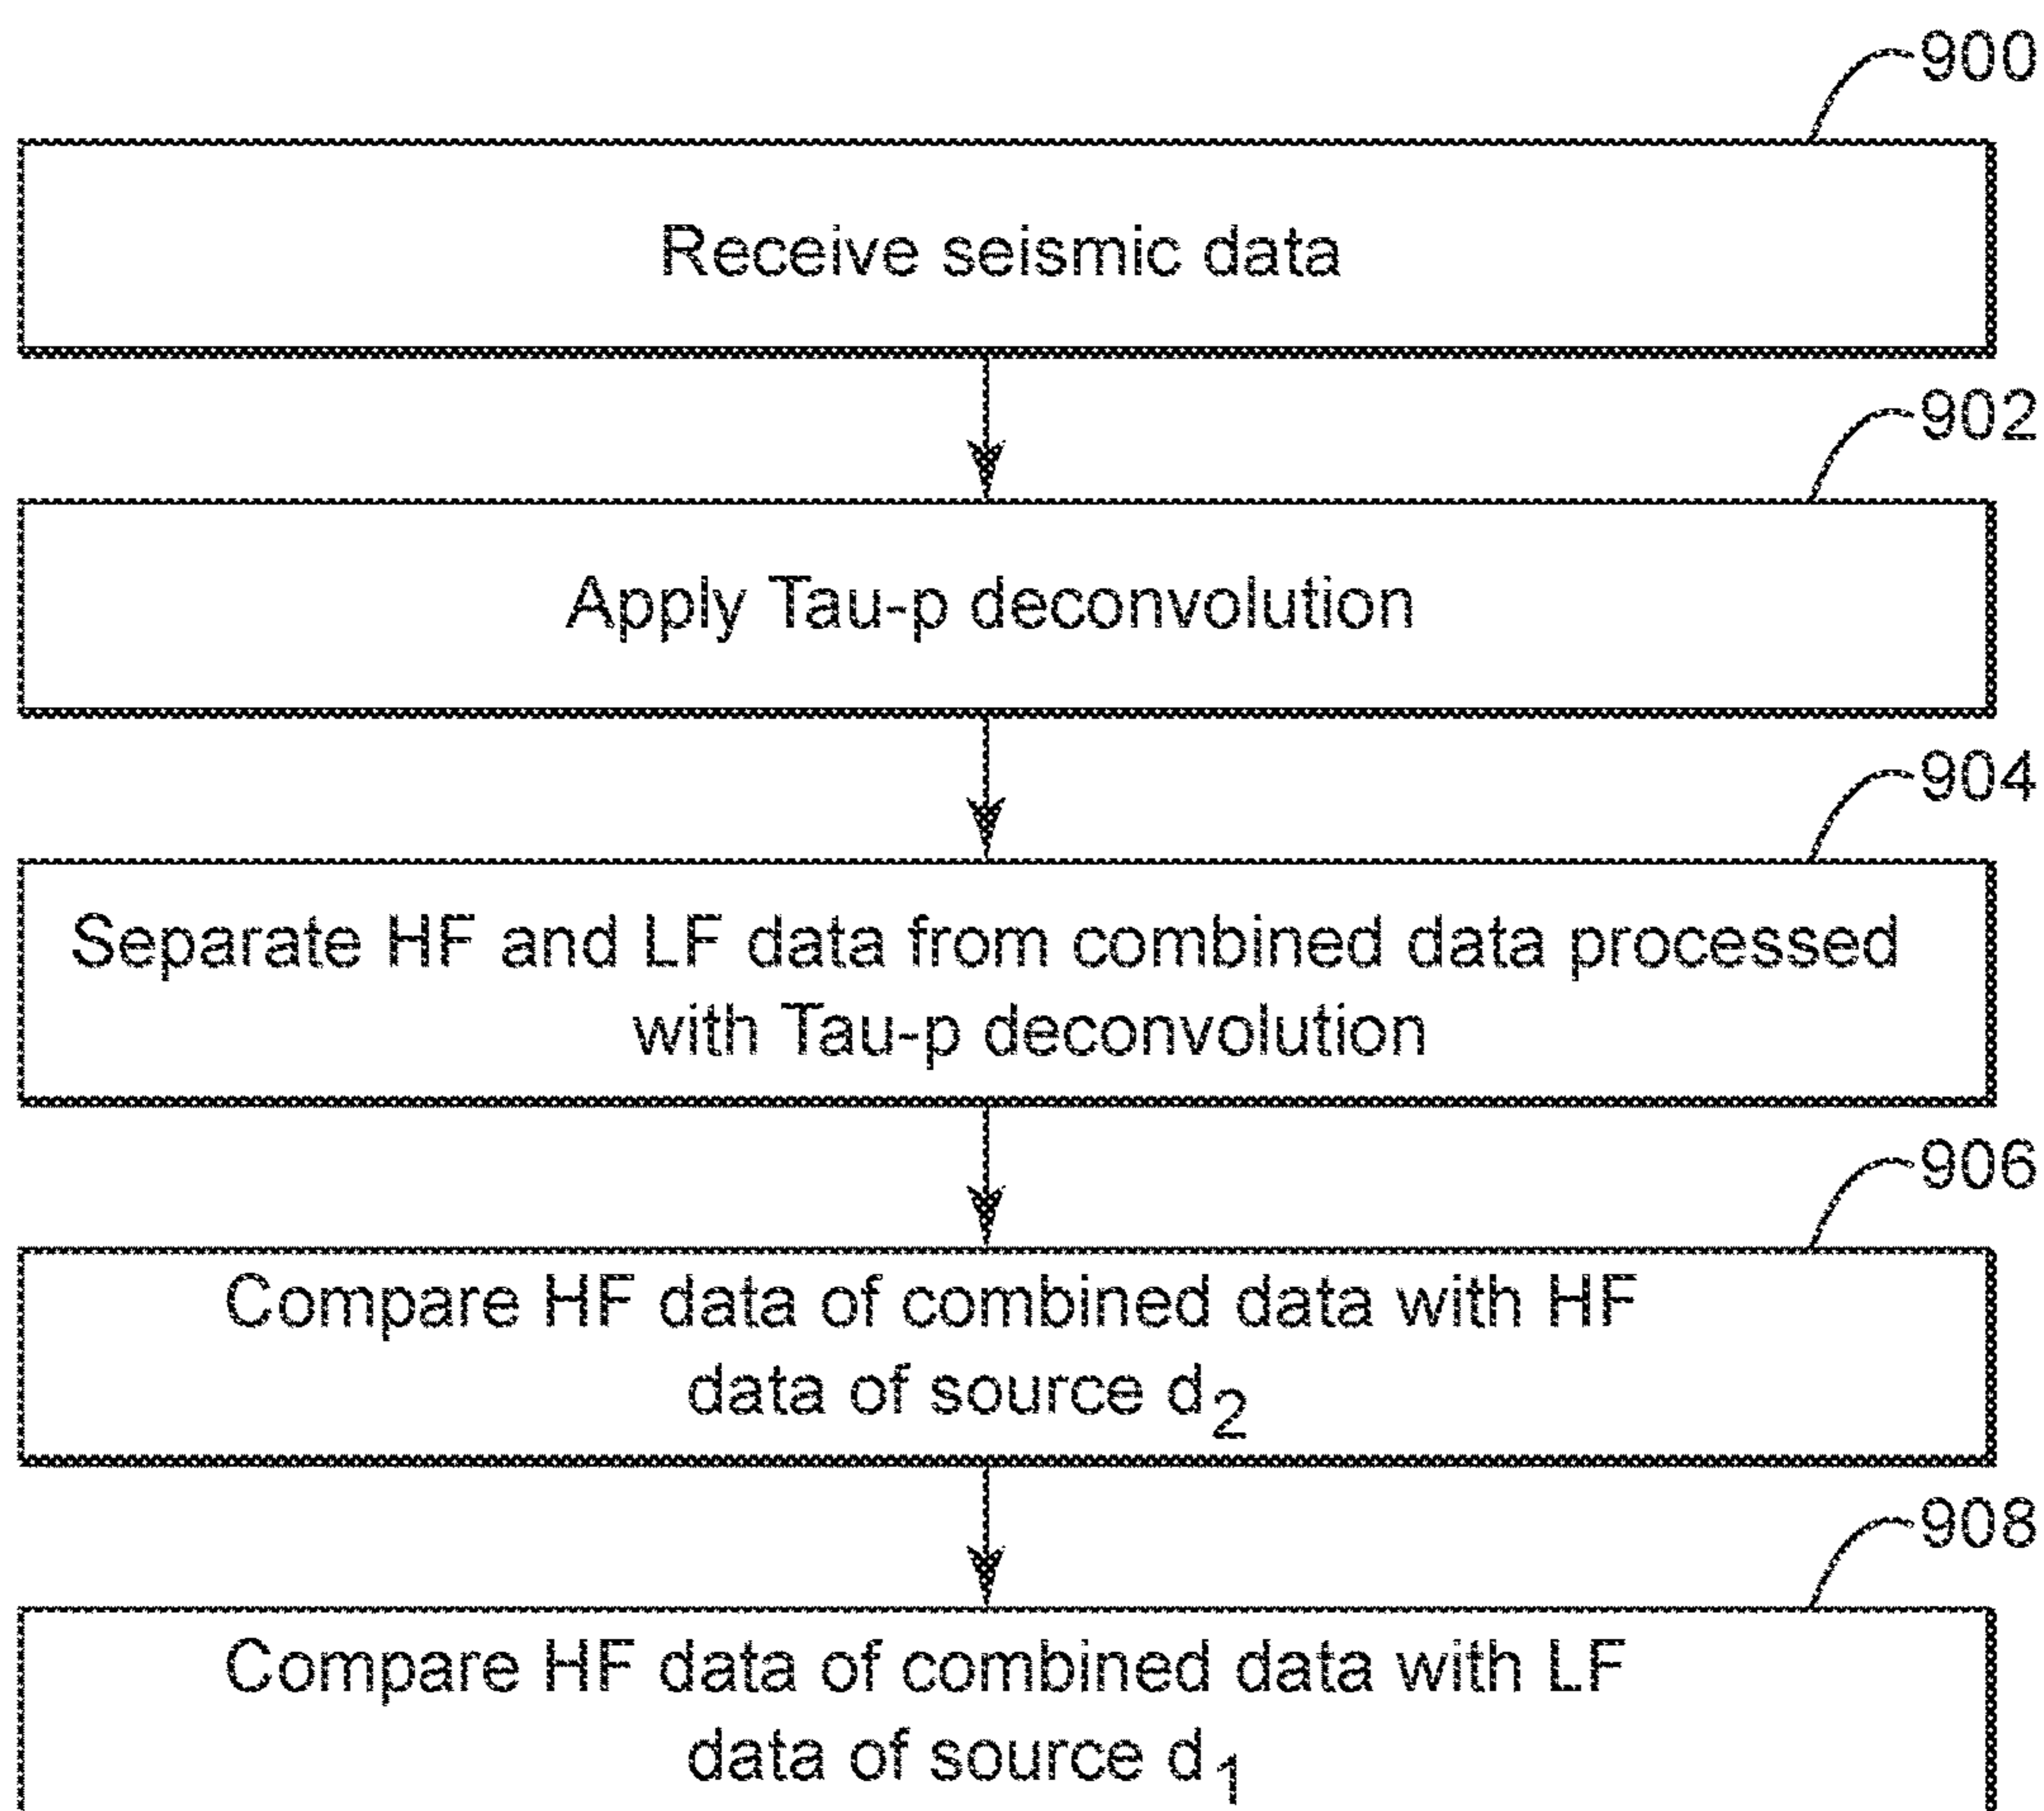 900
Receive seismic data
902
Apply Tau-p deconvolution
904
Separate HF and LF data from combined data processed
with Tau-p deconvolution
906
Compare HF data of combined data with HF
data of source d₂
908
Compare HF data of combined data with LF
data of source d₁